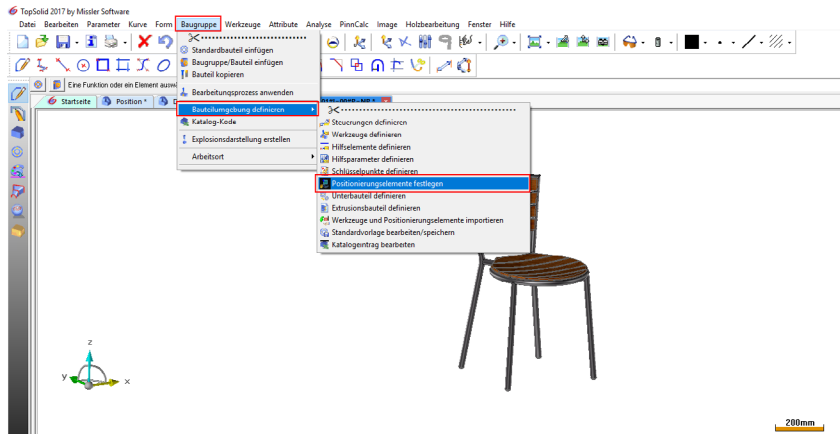 TopSolid 2017 by Missler Software
Datei Bearbeiten Parameter Kurve Form Baugruppe Werkzeuge Attribute Analyse PinnCalc Image Holzbearbeitung Fenster Hilfe
Standardbauteil einfügen
Baugruppe/Bauteil einfügen
Bauteil kopieren
Bearbeitungsprozess anwenden
Bauteilumgebung definieren
Katalog-Kode
Explosionsdarstellung erstellen
Arbeitsort
Eine Funktion oder ein Element
Startseite Position*
Steuerungen definieren
Werkzeuge definieren
Hilfselemente definieren
Hilfsparameter definieren
Schlüsselpunkte definieren
Positionierungselemente festlegen
Unterbauteil definieren
Extrusionsbauteil definieren
Werkzeuge und Positionierungselemente importieren
Standardvorlage bearbeiten/speichern
Katalogeintrag bearbeiten
z
y
x
200mm